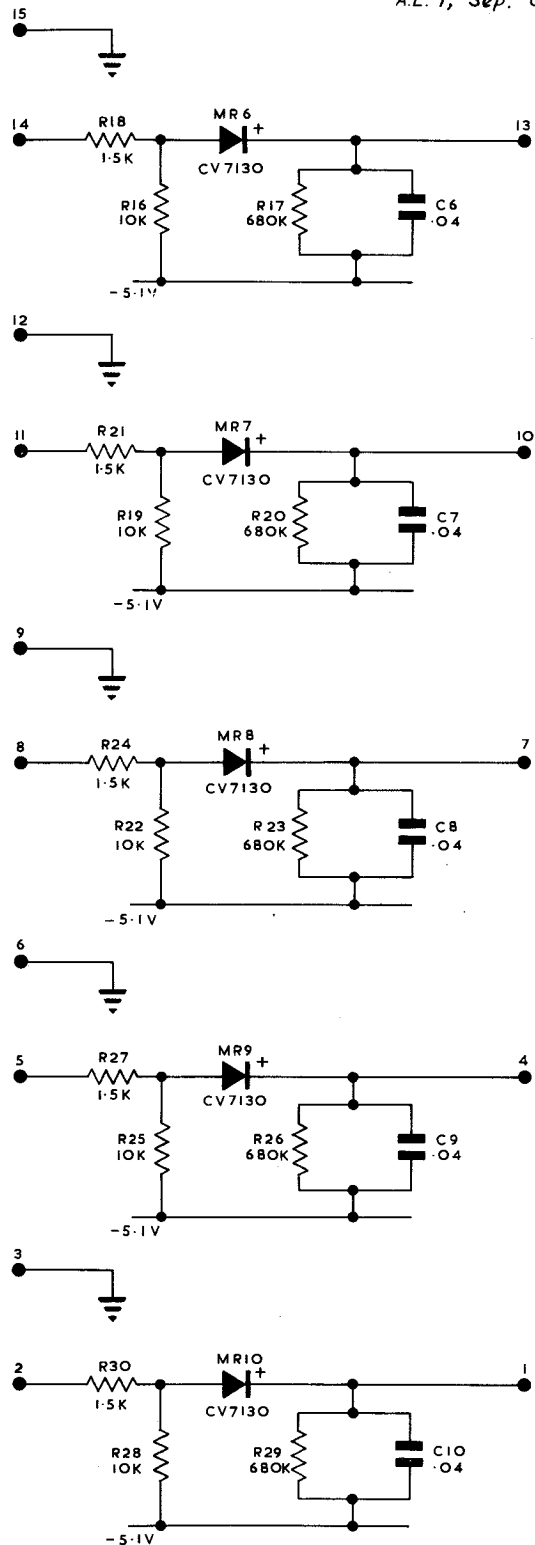 A.E. 1, Sep.
15
14
R18
1·5K
MR6
+
CV7130
13
R16
10K
R17
680K
C6
·04
-5·1V
12
11
R21
1·5K
MR7
+
CV7130
10
R19
10K
R20
680K
C7
·04
-5·1V
9
8
R24
1·5K
MR8
+
CV7130
7
R22
10K
R23
680K
C8
·04
-5·1V
6
5
R27
1·5K
MR9
+
CV7130
4
R25
10K
R26
680K
C9
·04
-5·1V
3
2
R30
1·5K
MR10
+
CV7130
1
R28
10K
R29
680K
C10
·04
-5·1V